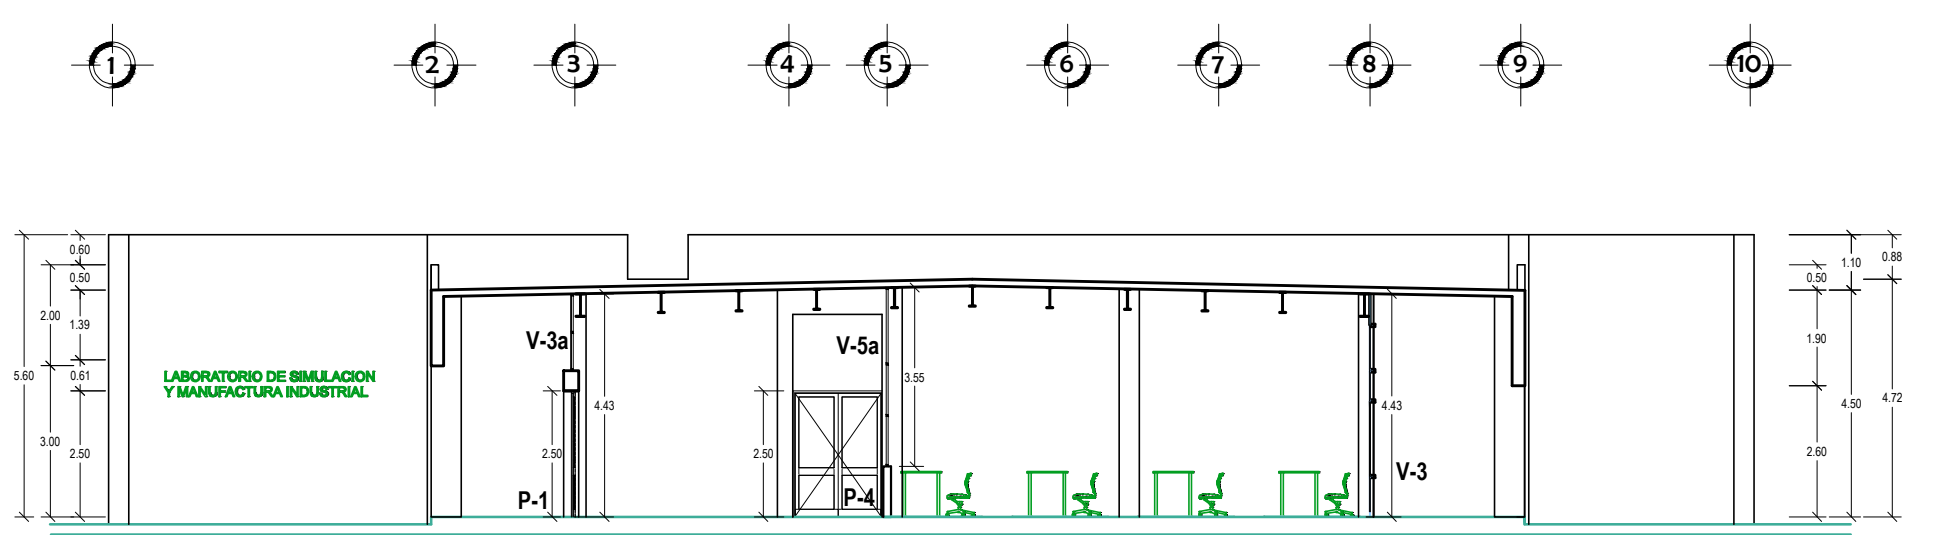 1 2 3 4 5 6 7 8 9 10
0.60
0.50
2.00
1.39
5.60
0.61
3.00
2.50
LABORATORIO DE SIMULACION
Y MANUFACTURA INDUSTRIAL
V-3a
2.50
P-1
4.43
2.50
V-5a
P-4
3.55
4.43
V-3
0.50
1.10
0.88
1.90
4.50
4.72
2.60